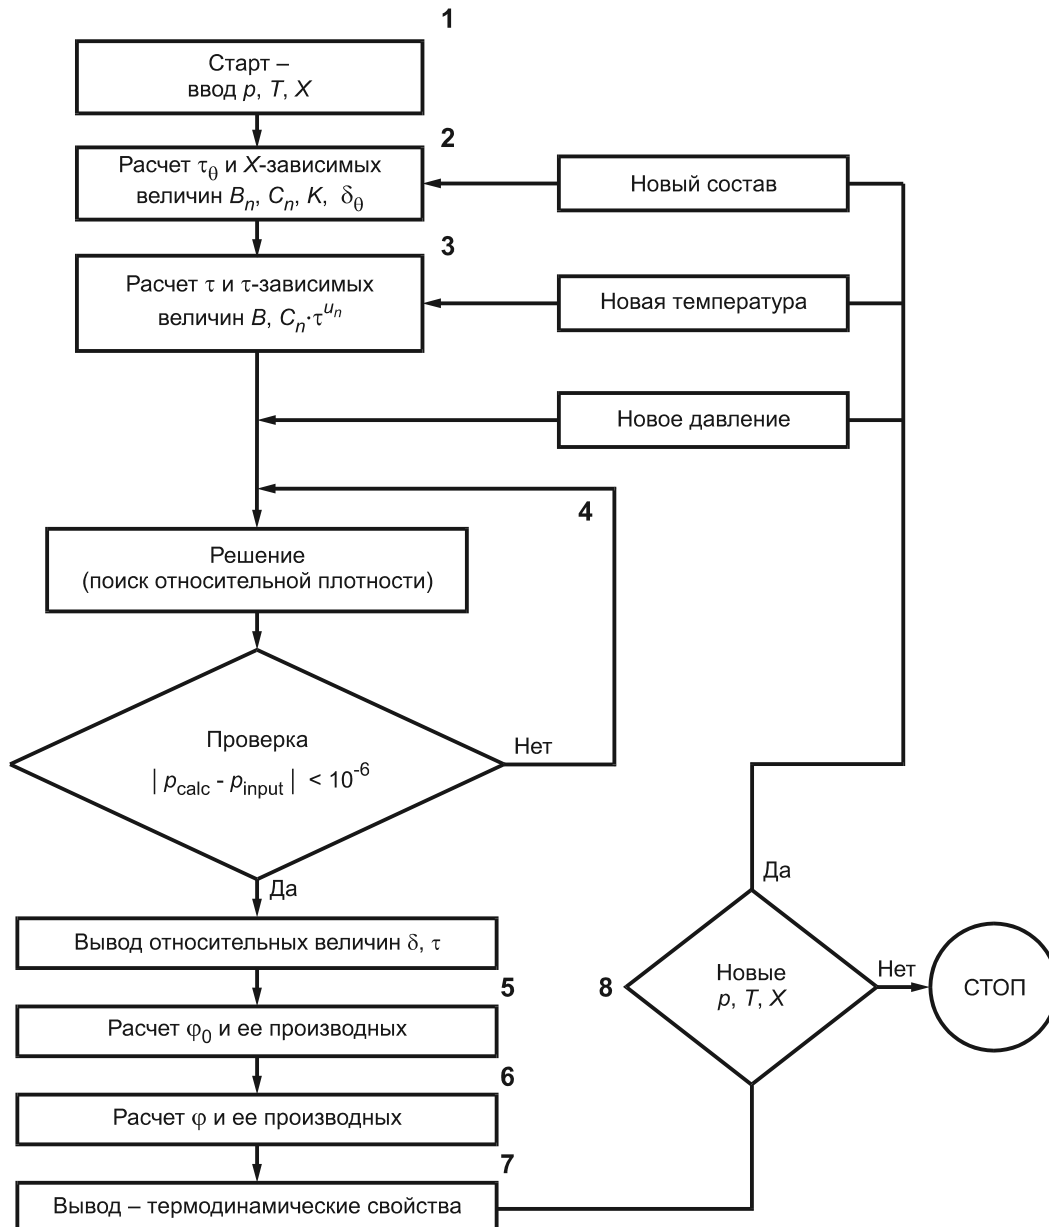 1
Старт –
ввод p, T, X
2
Расчет τθ и X-зависимых
величин Bn, Cn, K, δθ
Новый состав
3
Расчет τ и τ-зависимых
величин B, Cn·τ^un
Новая температура
Новое давление
4
Решение
(поиск относительной плотности)
Проверка
| pcalc - pinput | < 10^-6
Нет
Да
Вывод относительных величин δ, τ
5
Расчет φ0 и ее производных
6
Расчет φ и ее производных
7
Вывод – термодинамические свойства
8
Новые
p, T, X
Да
Нет
СТОП